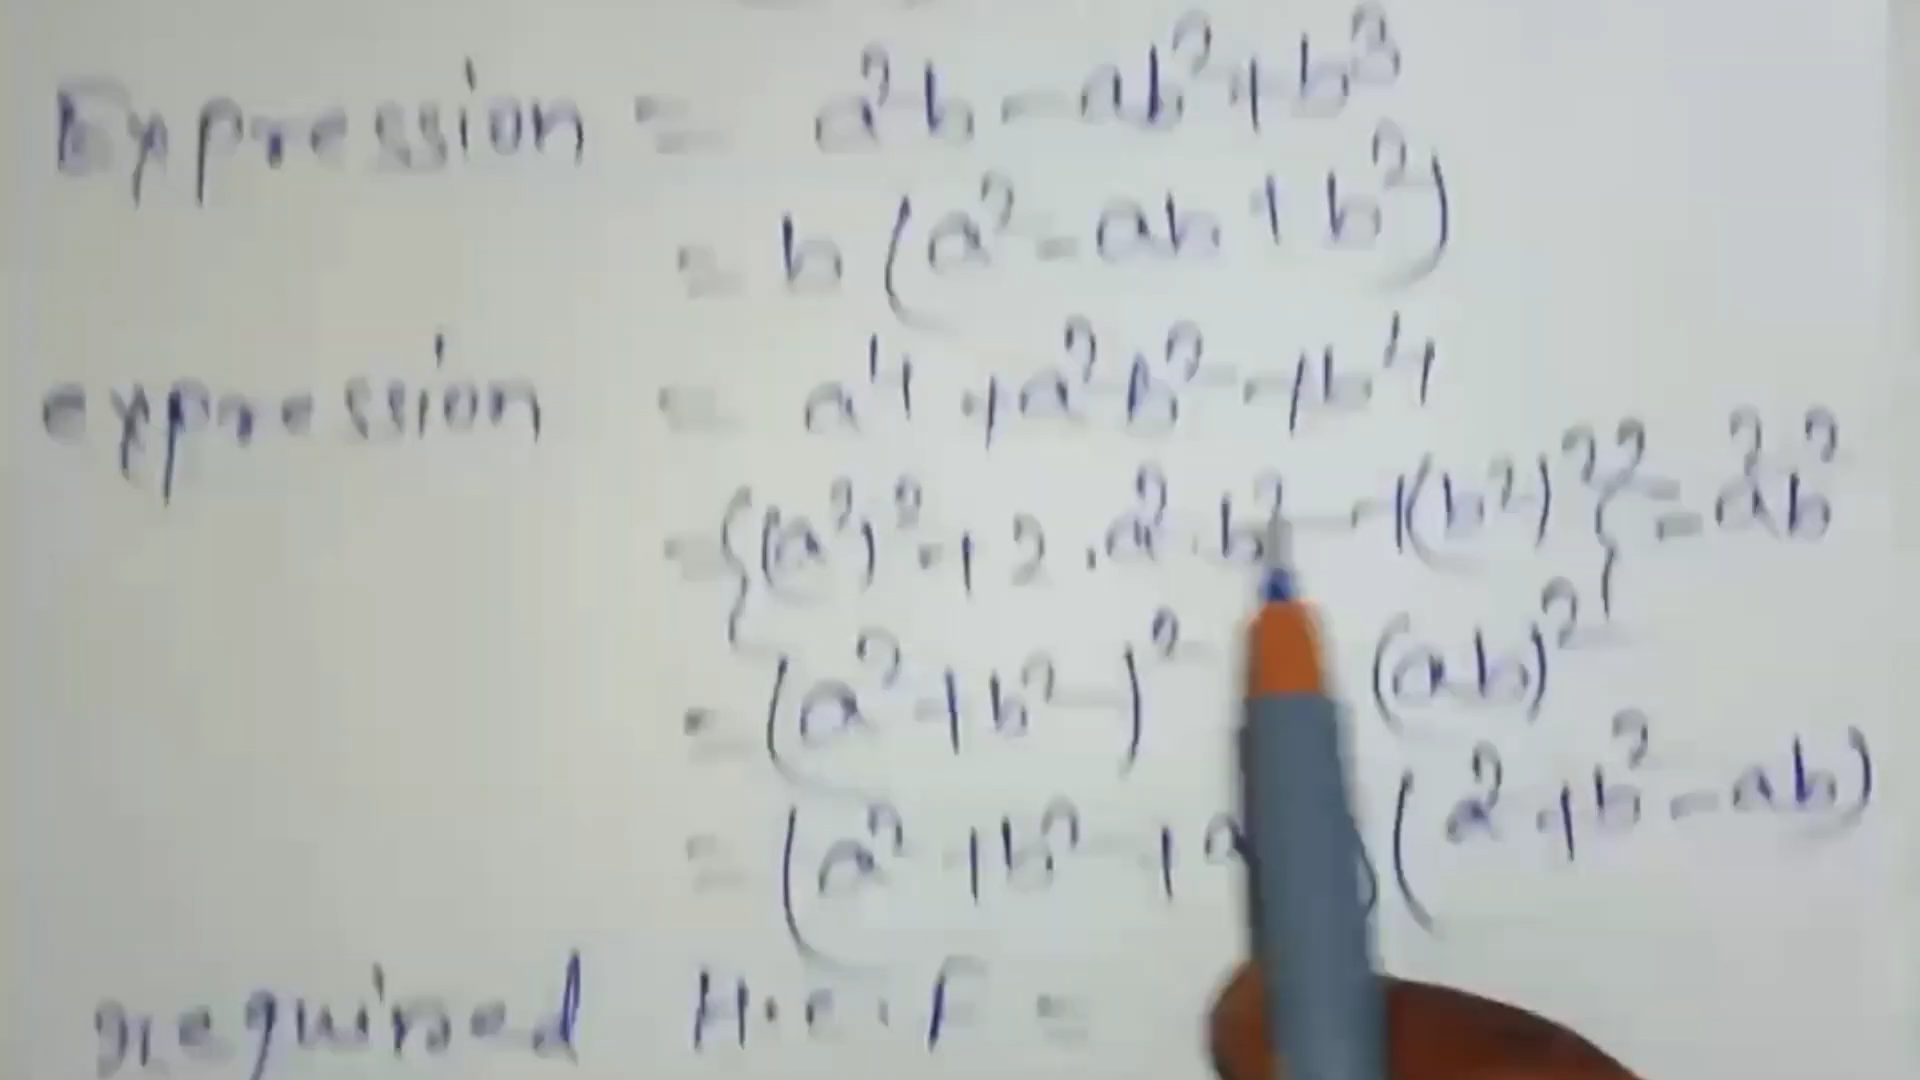 Expression = a²b - ab² + b³
= b (a² - ab + b²)
expression = a⁴ + a²b² + b⁴
= {(a²)² + 2 . a² . b² + (b²)²} = a²b²
= (a² + b²)² (ab)²
= (a² + b² + a ) (a² + b² - ab)
required H.C.F =